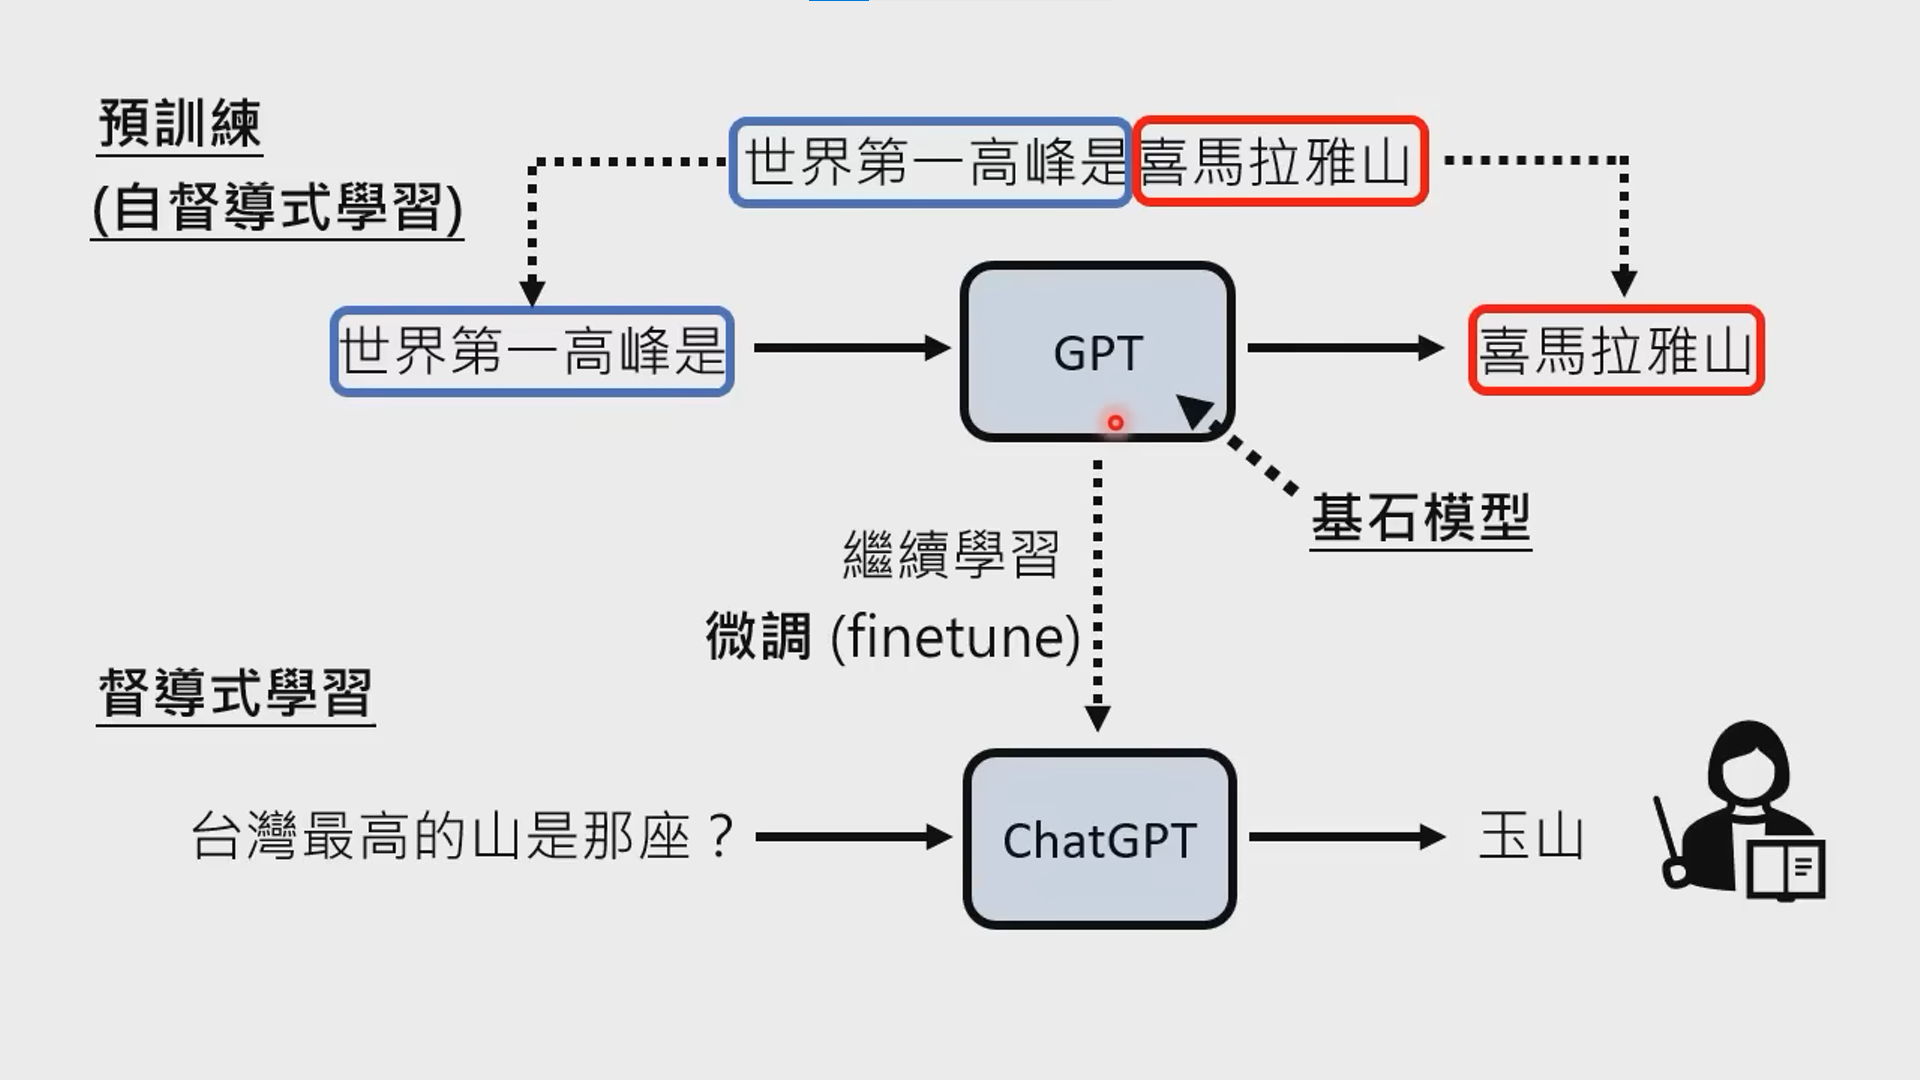 預訓練
(自督導式學習)
世界第一高峰是喜馬拉雅山
世界第一高峰是
GPT
喜馬拉雅山
基石模型
繼續學習
微調 (finetune)
督導式學習
台灣最高的山是那座？
ChatGPT
玉山